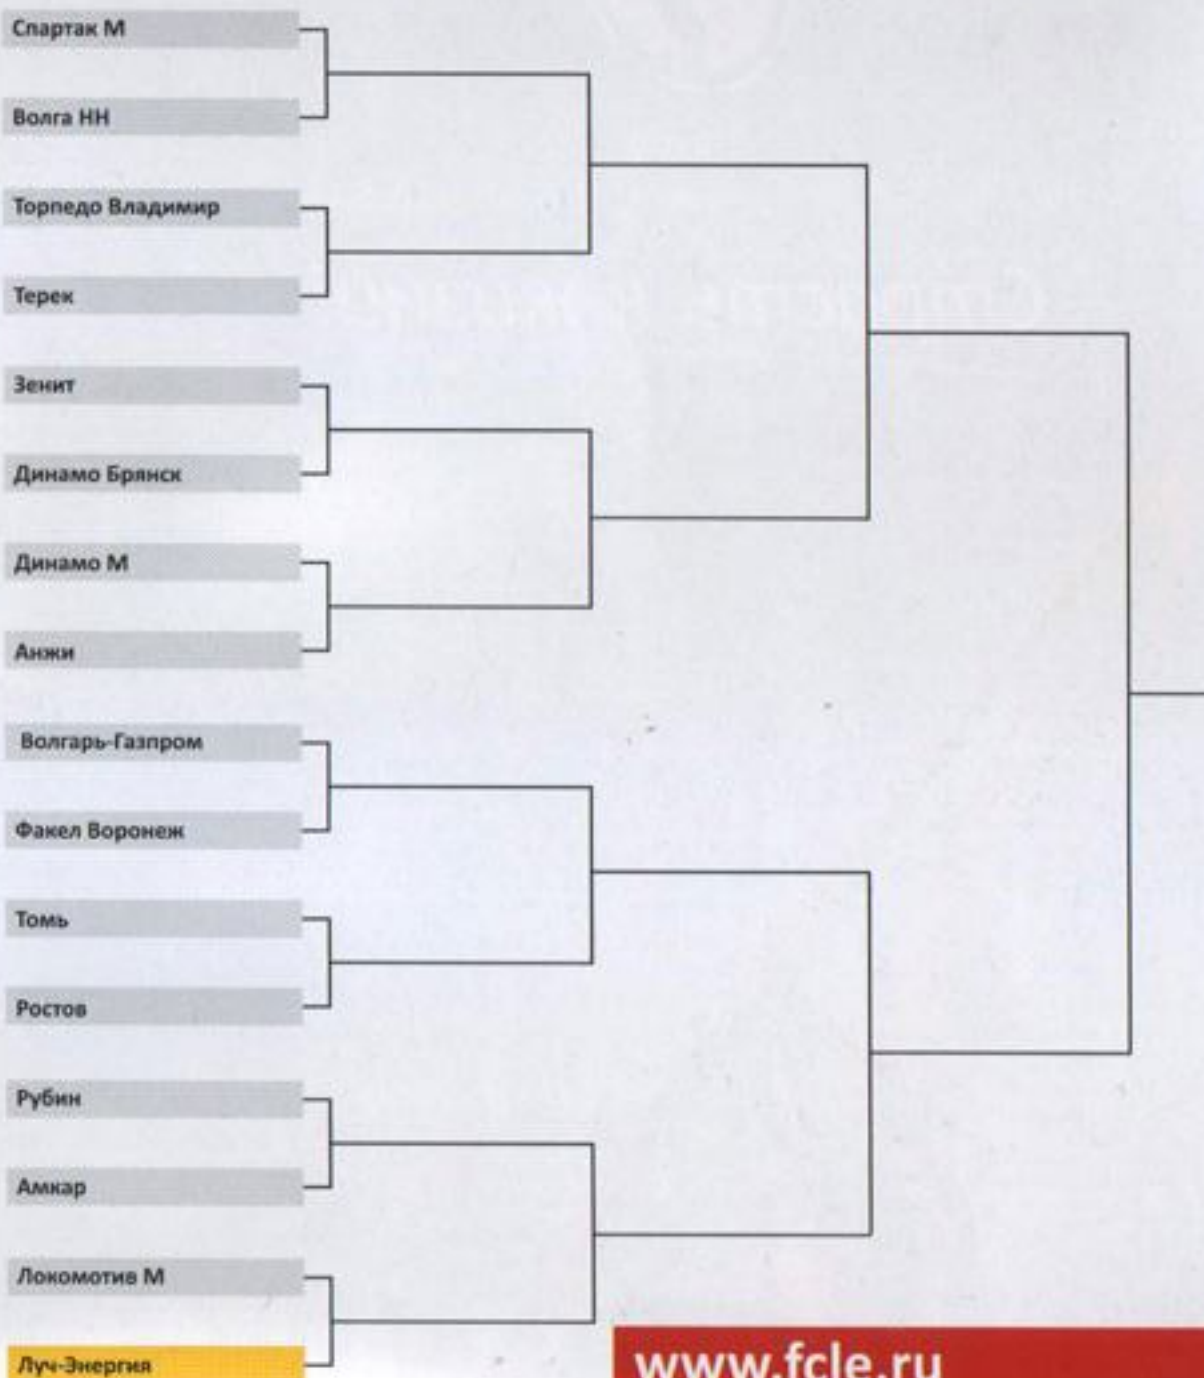 Спартак М
Волга НН
Торпедо Владимир
Терек
Зенит
Динамо Брянск
Динамо М
Анжи
Волгарь-Газпром
Факел Воронеж
Томь
Ростов
Рубин
Амкар
Локомотив М
Луч-Энергия
www.fcle.ru